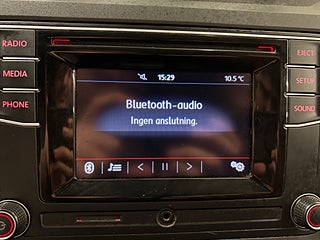 RADIO
MEDIA
PHONE
15:29
10.5 °C
Bluetooth-audio
Ingen anslutning.
EJECT
SETUP
SOUND